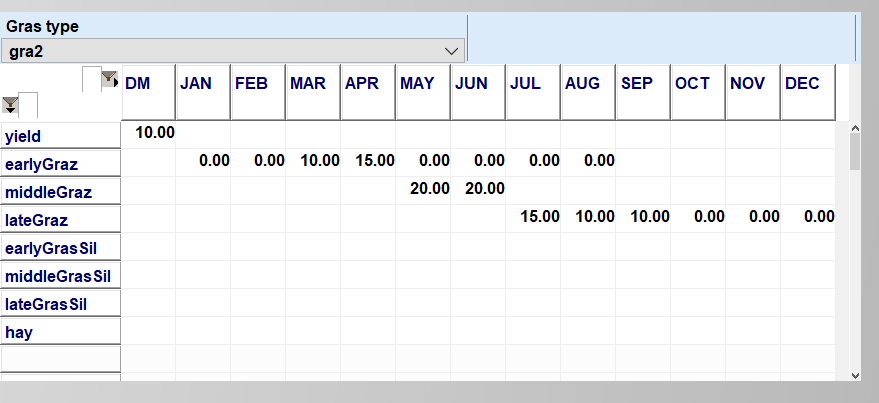 Gras type
gra2
DM JAN FEB MAR APR MAY JUN JUL AUG SEP OCT NOV DEC
yield 10.00
earlyGraz 0.00 0.00 10.00 15.00 0.00 0.00 0.00 0.00
middleGraz 20.00 20.00
lateGraz 15.00 10.00 10.00 0.00 0.00 0.00
earlyGrasSil
middleGrasSil
lateGrasSil
hay